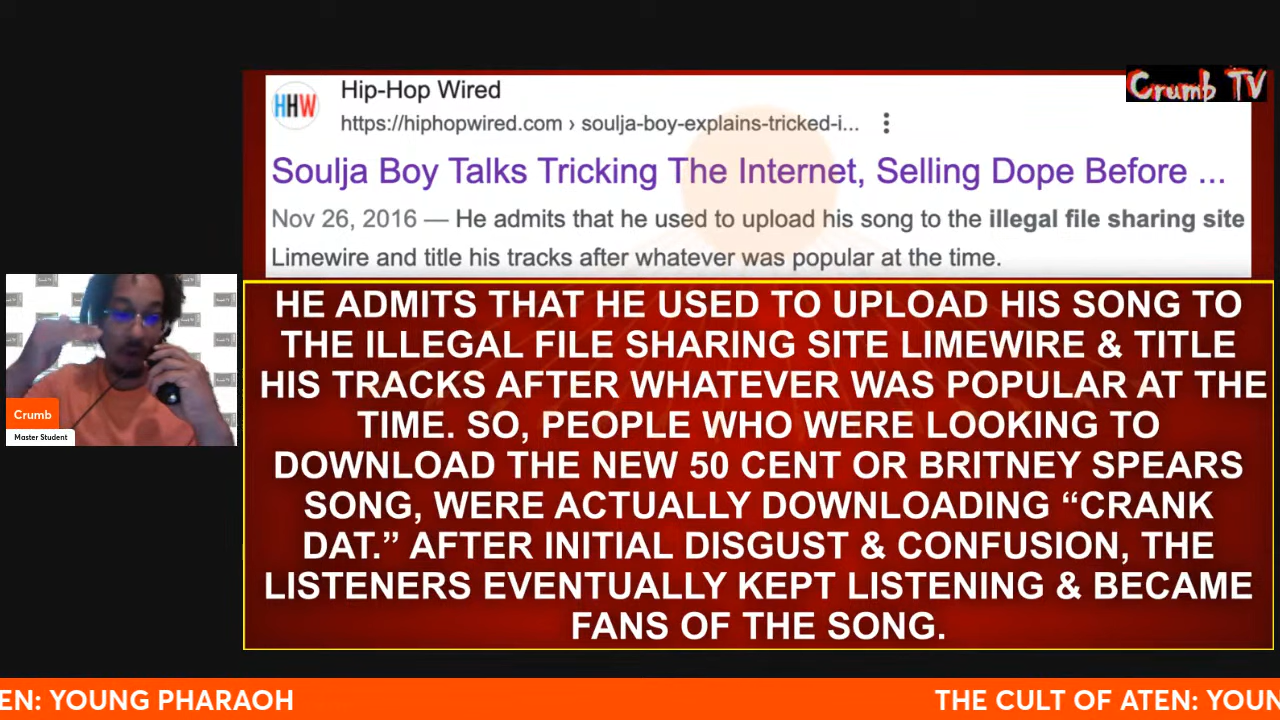 Crumb TV
HHW
Hip-Hop Wired
https://hiphopwired.com › soulja-boy-explains-tricked-i...
Soulja Boy Talks Tricking The Internet, Selling Dope Before ...
Nov 26, 2016 — He admits that he used to upload his song to the illegal file sharing site
Limewire and title his tracks after whatever was popular at the time.
HE ADMITS THAT HE USED TO UPLOAD HIS SONG TO
THE ILLEGAL FILE SHARING SITE LIMEWIRE & TITLE
HIS TRACKS AFTER WHATEVER WAS POPULAR AT THE
TIME. SO, PEOPLE WHO WERE LOOKING TO
DOWNLOAD THE NEW 50 CENT OR BRITNEY SPEARS
SONG, WERE ACTUALLY DOWNLOADING “CRANK
DAT.” AFTER INITIAL DISGUST & CONFUSION, THE
LISTENERS EVENTUALLY KEPT LISTENING & BECAME
FANS OF THE SONG.
Crumb
Master Student
EN: YOUNG PHARAOH
THE CULT OF ATEN: YOUN